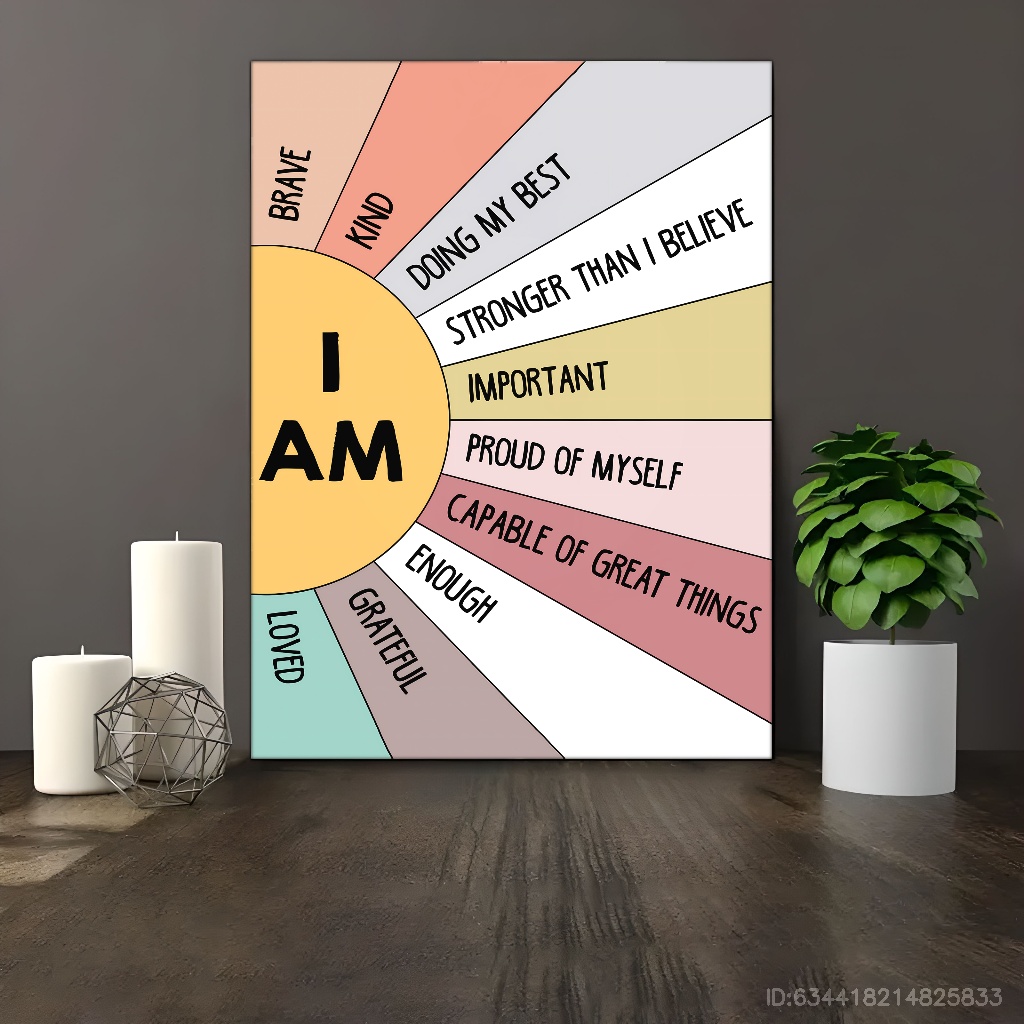 BRAVE
KIND
DOING MY BEST
STRONGER THAN I BELIEVE
IMPORTANT
I
AM
PROUD OF MYSELF
CAPABLE OF GREAT THINGS
ENOUGH
GRATEFUL
LOVED
ID:634418214825833